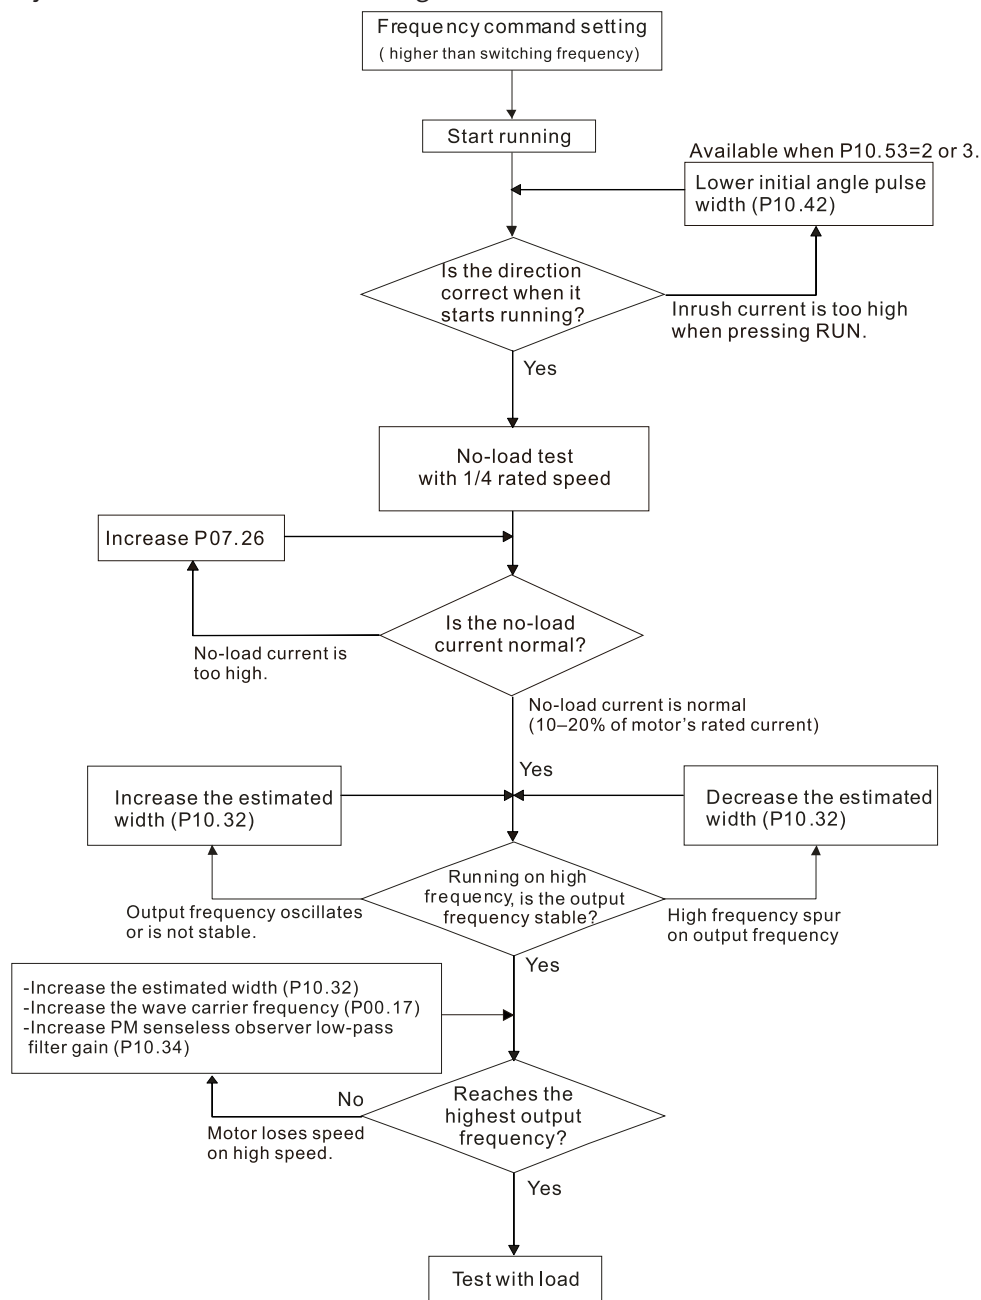 Frequency command setting
( higher than switching frequency)
Start running
Available when P10.53=2 or 3.
Lower initial angle pulse
width (P10.42)
Is the direction
correct when it
starts running?
Inrush current is too high
when pressing RUN.
Yes
No-load test
with 1/4 rated speed
Increase P07.26
Is the no-load
current normal?
No-load current is
too high.
No-load current is normal
(10–20% of motor’s rated current)
Yes
Increase the estimated
width (P10.32)
Decrease the estimated
width (P10.32)
Running on high
frequency, is the output
frequency stable?
Output frequency oscillates
or is not stable.
High frequency spur
on output frequency
Yes
-Increase the estimated width (P10.32)
-Increase the wave carrier frequency (P00.17)
-Increase PM senseless observer low-pass
filter gain (P10.34)
No
Reaches the
highest output
frequency?
Motor loses speed
on high speed.
Yes
Test with load